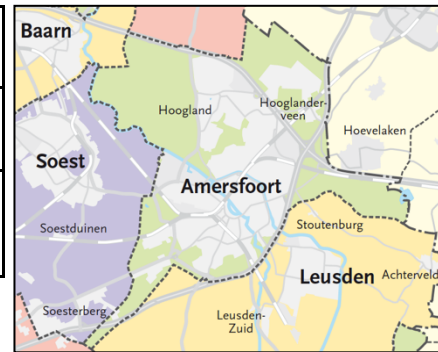 Baarn
Hoogland
Hooglander-
veen
Hoevelaken
Soest
Amersfoort
Soestduinen
Stoutenburg
Leusden
Achterveld
Soesterberg
Leusden-
Zuid